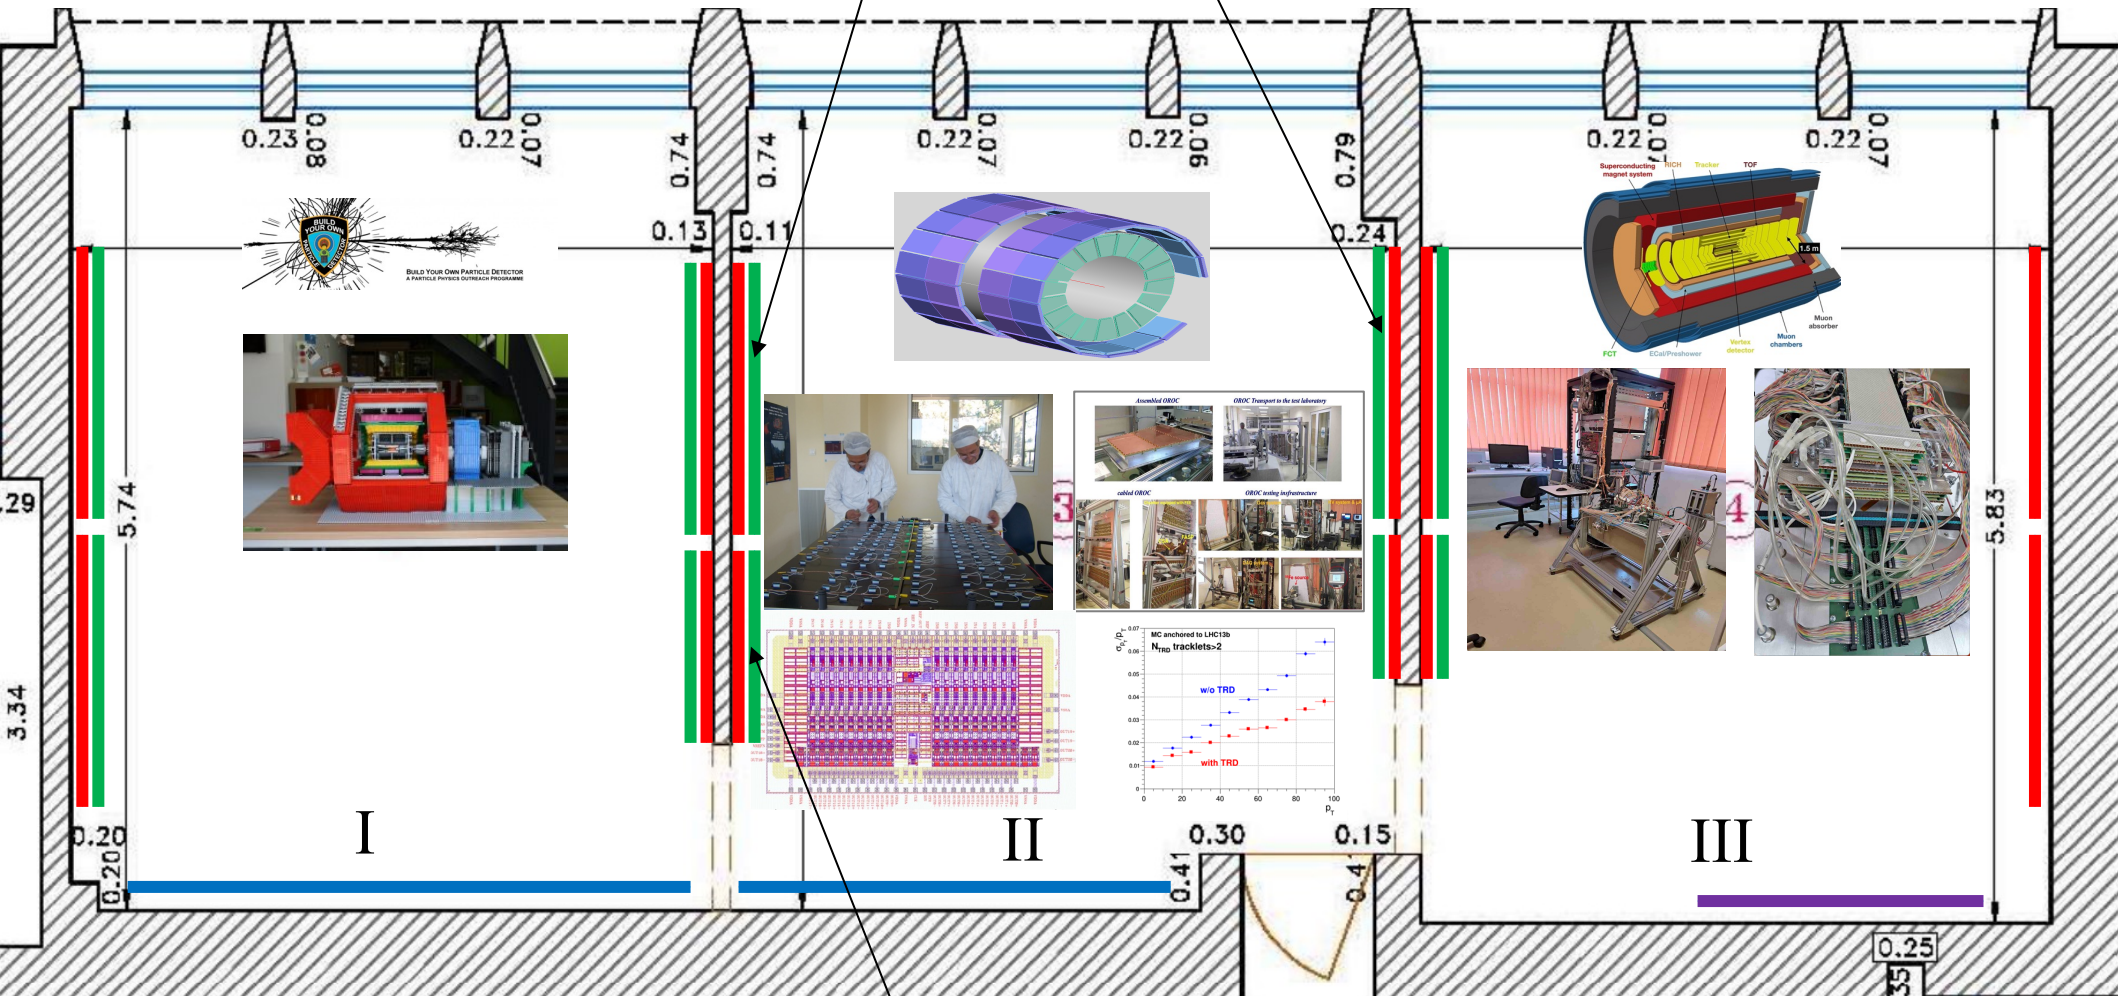 0.23
0.08
0.22
0.07
0.74
0.74
0.22
0.07
0.22
0.06
0.79
0.22
0.22
0.07
0.13
0.11
0.24
BUILD
YOUR OWN
PARTICLE
DETECTOR
BUILD YOUR OWN PARTICLE DETECTOR
A PARTICLE PHYSICS OUTREACH PROGRAMME
Superconducting
magnet system
RICH
Tracker
TOF
1.5 m
Muon
absorber
Muon
chambers
Vertex
detector
ECal/Preshower
FCT
Assembled OROC
OROC Transport to the test laboratory
cabled OROC
OROC testing insfrastructure
.29
5.74
3
4
5.83
3.34
MC anchored to LHC13b
N_TRD tracklets>2
w/o TRD
with TRD
σ_pT/p_T
0.07
0.06
0.05
0.04
0.03
0.02
0.01
0
0
20
40
60
80
100
p_T
I
II
III
0.20
0.20
0.30
0.15
0.41
0.4
0.25
35